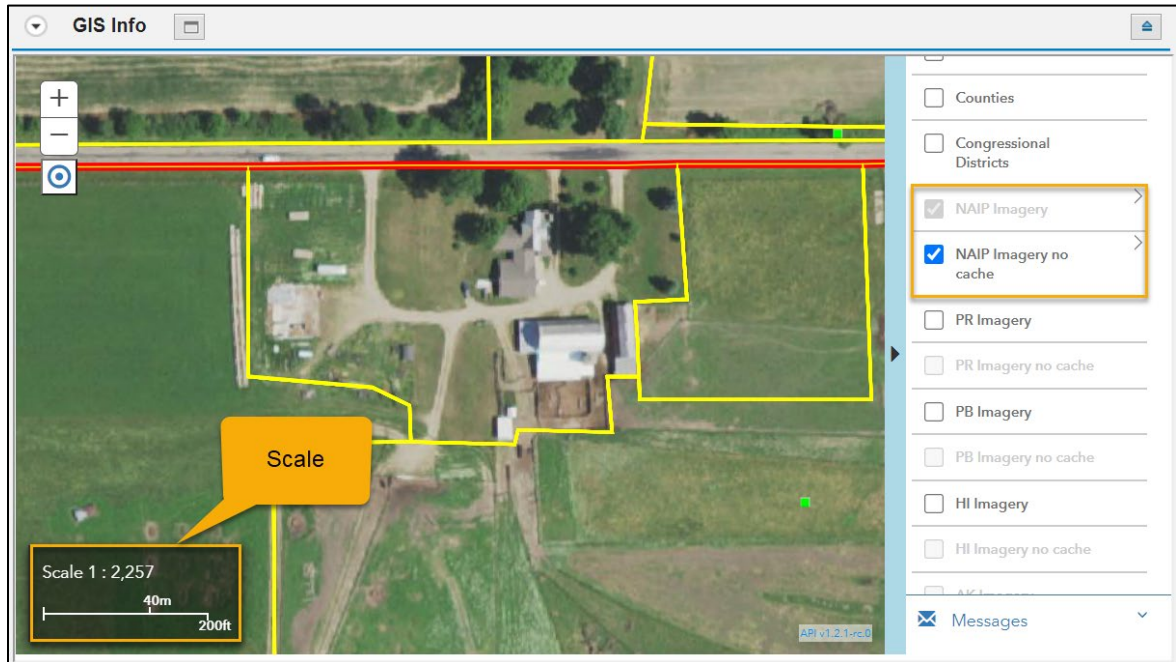 GIS Info
+
−
Scale
Scale 1 : 2,257
40m
200ft
API v1.2.1-rc.0
Counties
Congressional
Districts
NAIP Imagery
NAIP Imagery no
cache
PR Imagery
PR Imagery no cache
PB Imagery
PB Imagery no cache
HI Imagery
HI Imagery no cache
AK Imagery
Messages